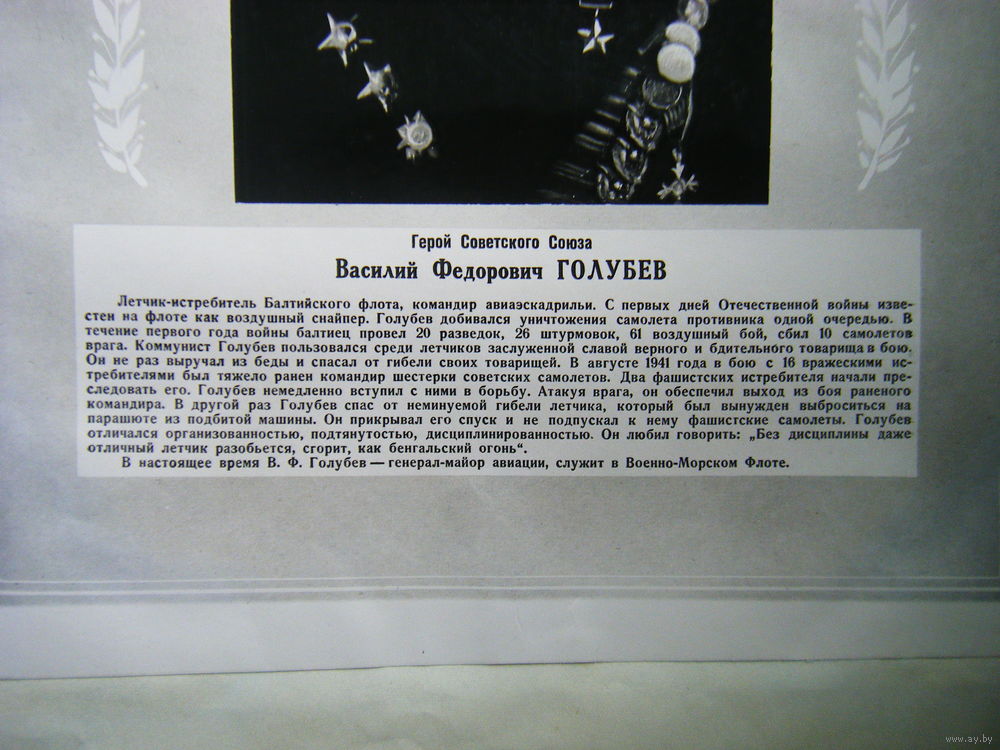 Герой Советского Союза
Василий Федорович ГОЛУБЕВ
Летчик-истребитель Балтийского флота, командир авиаэскадрильи. С первых дней Отечественной войны изве-
стен на флоте как воздушный снайпер. Голубев добивался уничтожения самолета противника одной очередью. В
течение первого года войны балтиец провел 20 разведок, 26 штурмовок, 61 воздушный бой, сбил 10 самолетов
врага. Коммунист Голубев пользовался среди летчиков заслуженной славой верного и бдительного товарища в бою.
Он не раз выручал из беды и спасал от гибели своих товарищей. В августе 1941 года в бою с 16 вражескими ис-
требителями был тяжело ранен командир шестерки советских самолетов. Два фашистских истребителя начали пре-
следовать его. Голубев немедленно вступил с ними в борьбу. Атакуя врага, он обеспечил выход из боя раненого
командира. В другой раз Голубев спас от неминуемой гибели летчика, который был вынужден выброситься на
парашюте из подбитой машины. Он прикрывал его спуск и не подпускал к нему фашистские самолеты. Голубев
отличался организованностью, подтянутостью, дисциплинированностью. Он любил говорить: „Без дисциплины даже
отличный летчик разобьется, сгорит, как бенгальский огонь“.
В настоящее время В. Ф. Голубев — генерал-майор авиации, служит в Военно-Морском Флоте.
www.ay.by